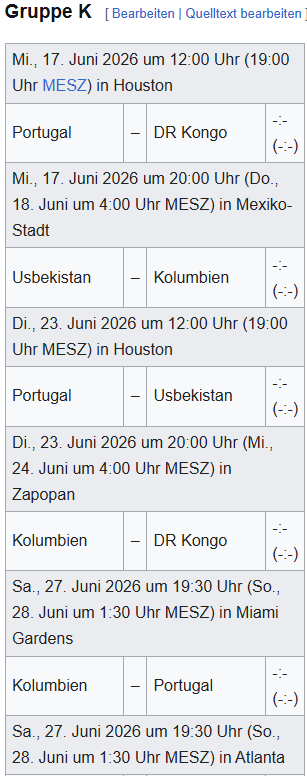 Gruppe K [ Bearbeiten | Quelltext bearbeiten ]
Mi., 17. Juni 2026 um 12:00 Uhr (19:00
Uhr MESZ) in Houston
Portugal – DR Kongo -:-
(-:-)
Mi., 17. Juni 2026 um 20:00 Uhr (Do.,
18. Juni um 4:00 Uhr MESZ) in Mexiko-
Stadt
Usbekistan – Kolumbien -:-
(-:-)
Di., 23. Juni 2026 um 12:00 Uhr (19:00
Uhr MESZ) in Houston
Portugal – Usbekistan -:-
(-:-)
Di., 23. Juni 2026 um 20:00 Uhr (Mi.,
24. Juni um 4:00 Uhr MESZ) in
Zapopan
Kolumbien – DR Kongo -:-
(-:-)
Sa., 27. Juni 2026 um 19:30 Uhr (So.,
28. Juni um 1:30 Uhr MESZ) in Miami
Gardens
Kolumbien – Portugal -:-
(-:-)
Sa., 27. Juni 2026 um 19:30 Uhr (So.,
28. Juni um 1:30 Uhr MESZ) in Atlanta